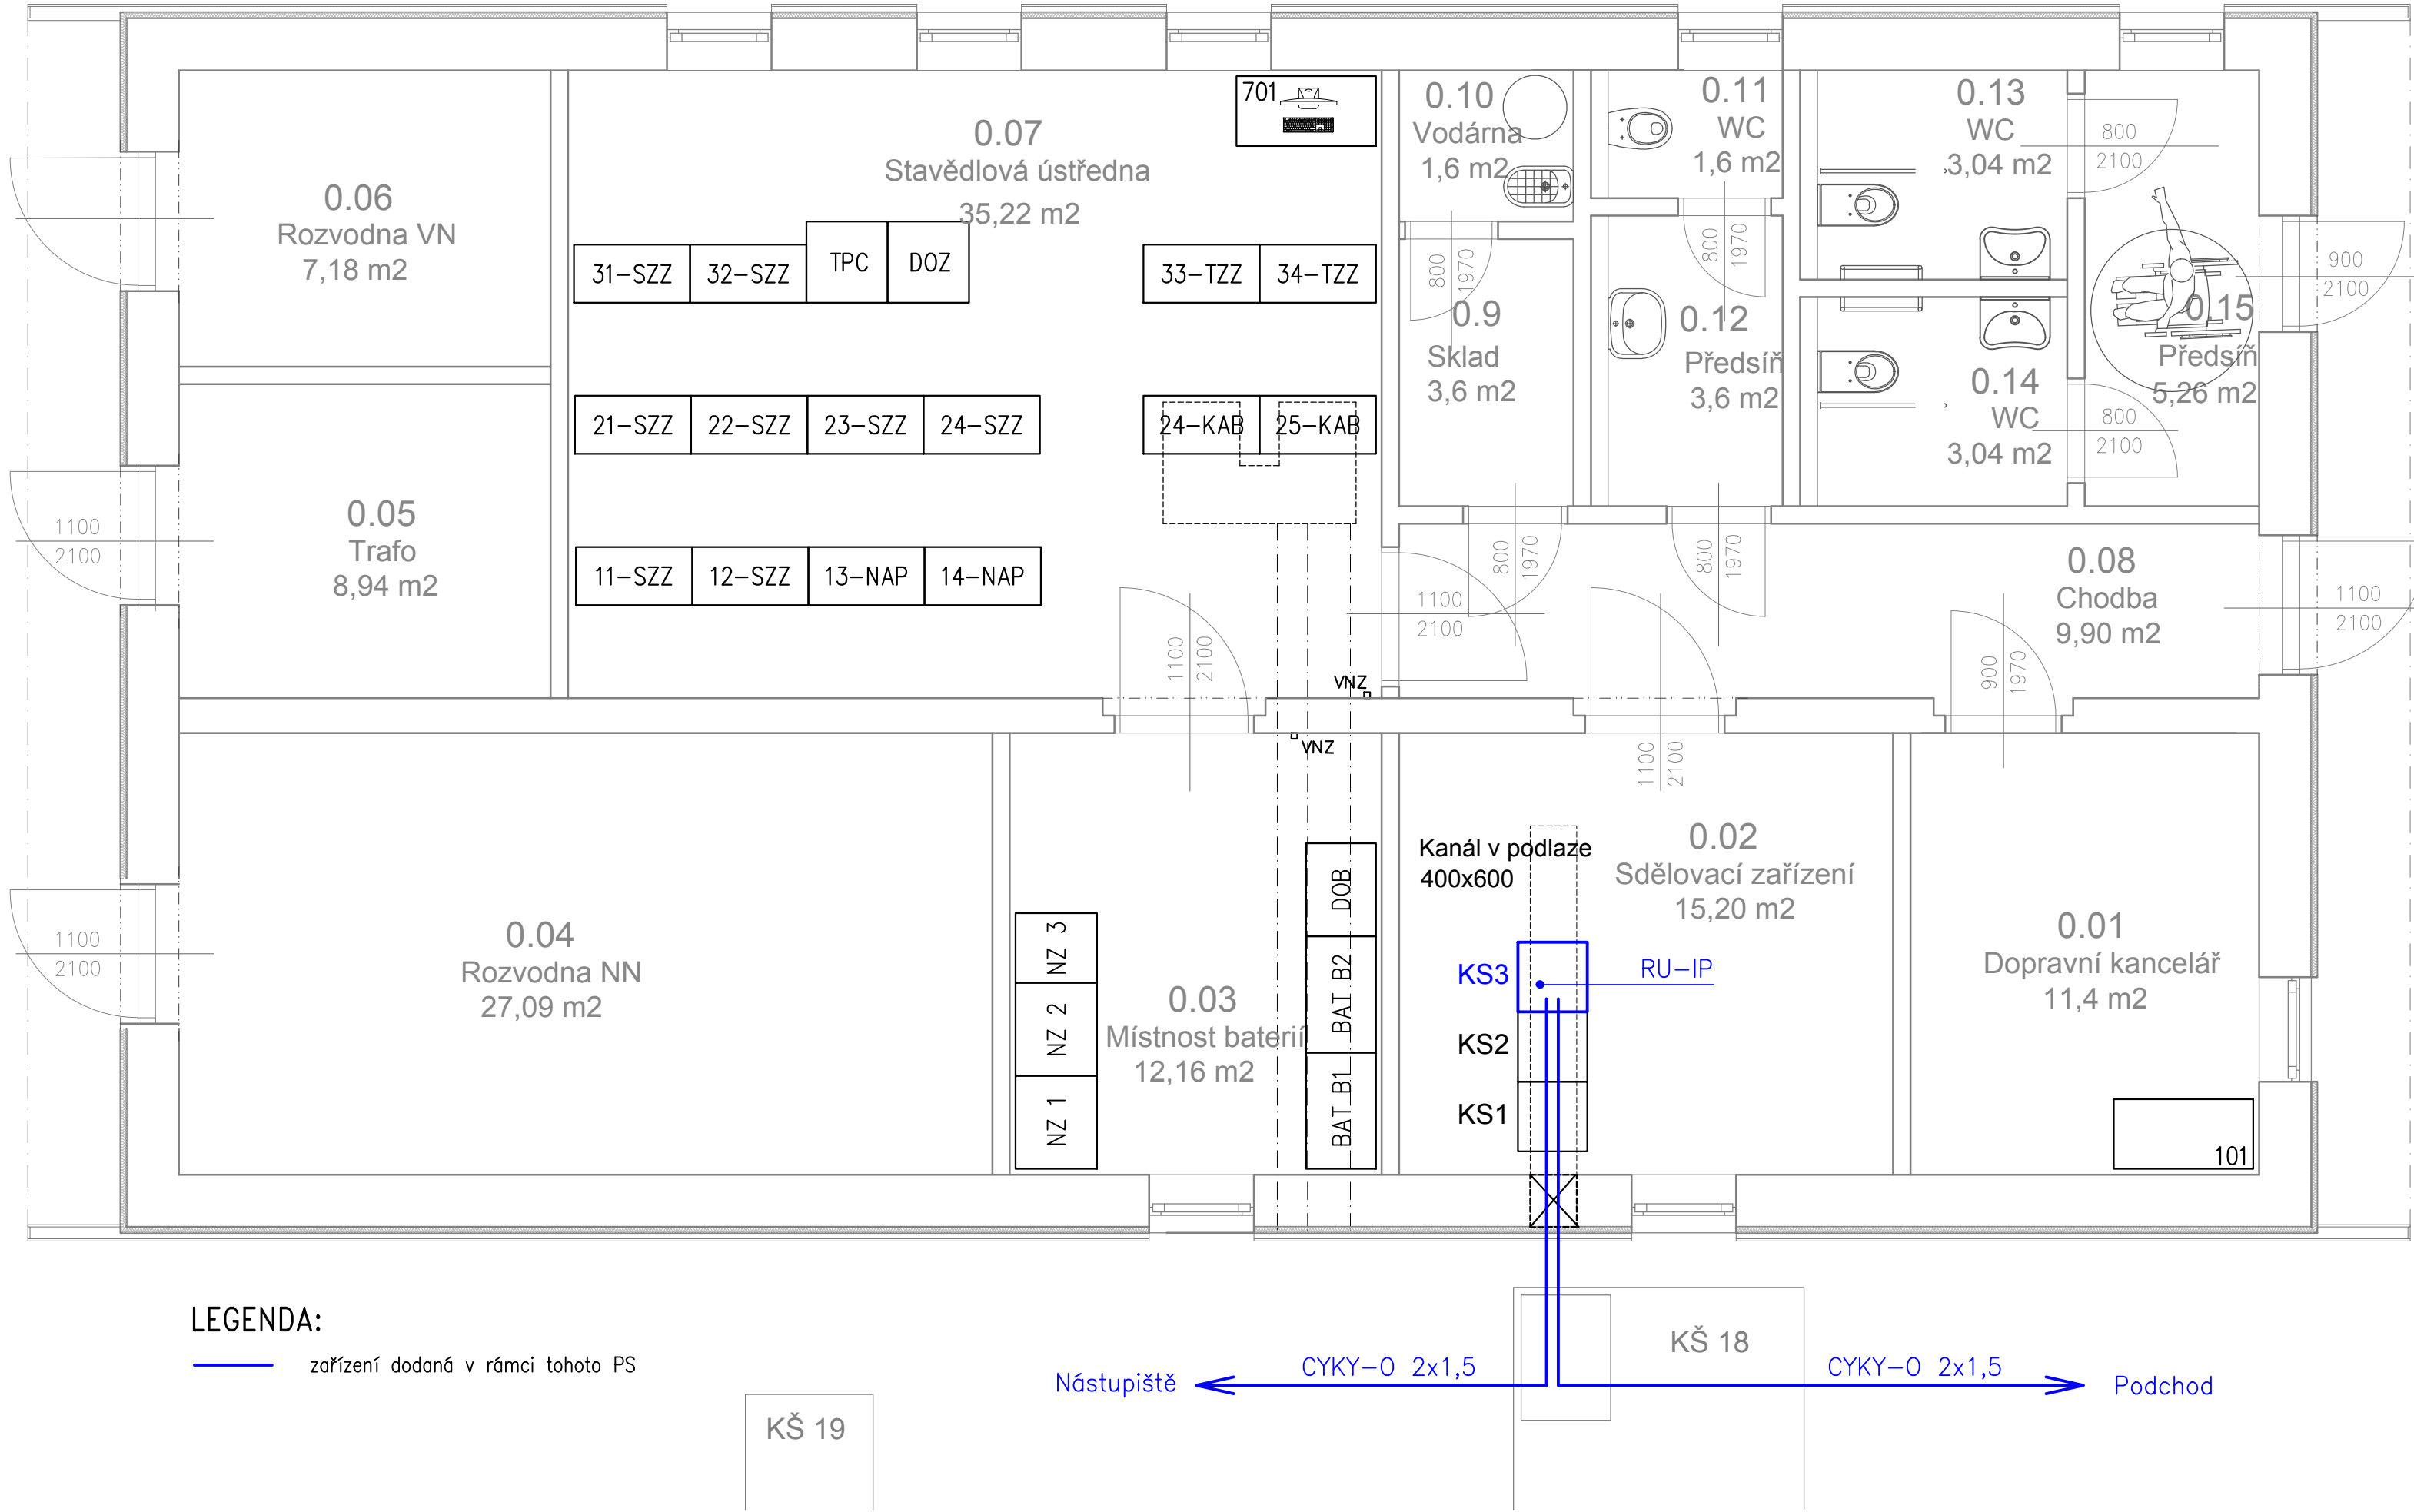 701
0.10
Vodárna
1,6 m2
0.11
WC
1,6 m2
0.13
WC
3,04 m2
800
2100
0.07
Stavědlová ústředna
35,22 m2
0.06
Rozvodna VN
7,18 m2
31-SZZ
32-SZZ
TPC
DOZ
33-TZZ
34-TZZ
800
1970
800
1970
900
2100
0.9
Sklad
3,6 m2
0.12
Předsíň
3,6 m2
0.15
Předsíň
5,26 m2
0.14
WC
3,04 m2
800
2100
21-SZZ
22-SZZ
23-SZZ
24-SZZ
24-KAB
25-KAB
0.05
Trafo
8,94 m2
1100
2100
11-SZZ
12-SZZ
13-NAP
14-NAP
800
1970
800
1970
0.08
Chodba
9,90 m2
1100
2100
1100
2100
1100
2100
900
1970
VNZ
VNZ
1100
2100
Kanál v podlaze
400x600
0.02
Sdělovací zařízení
15,20 m2
0.04
Rozvodna NN
27,09 m2
1100
2100
NZ 3
NZ 2
NZ 1
0.03
Místnost baterií
12,16 m2
DOB
BAT B2
BAT B1
KS3
RU-IP
KS2
KS1
0.01
Dopravní kancelář
11,4 m2
101
LEGENDA:
zařízení dodaná v rámci tohoto PS
KŠ 18
Nástupiště
CYKY-O 2x1,5
CYKY-O 2x1,5
Podchod
KŠ 19